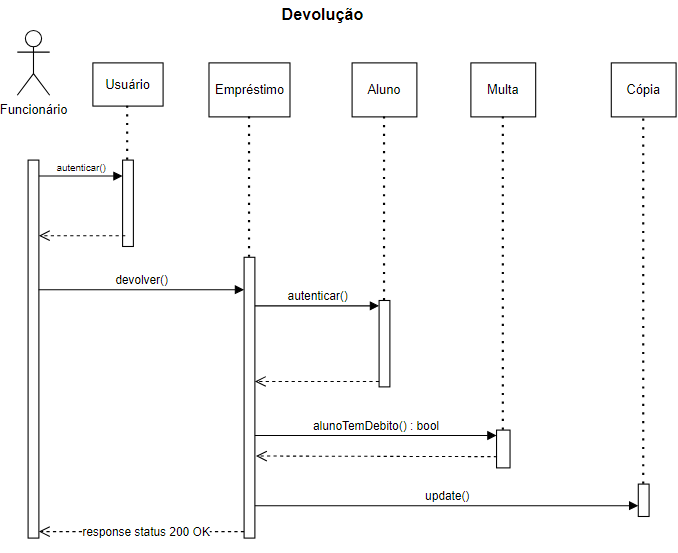 Devolução
Funcionário
Usuário
Empréstimo
Aluno
Multa
Cópia
autenticar()
devolver()
autenticar()
alunoTemDebito() : bool
update()
response status 200 OK